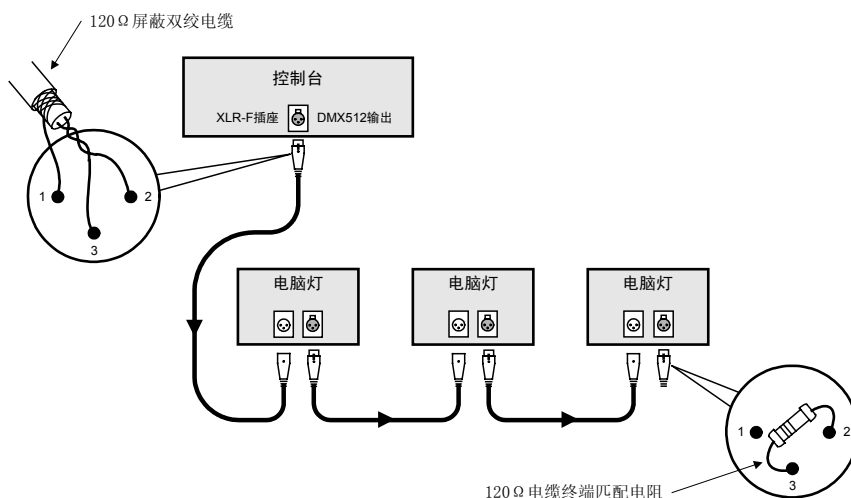 120Ω屏蔽双绞电缆
控制台
XLR-F插座
DMX512输出
1
2
3
电脑灯
电脑灯
电脑灯
1
2
3
120Ω电缆终端匹配电阻